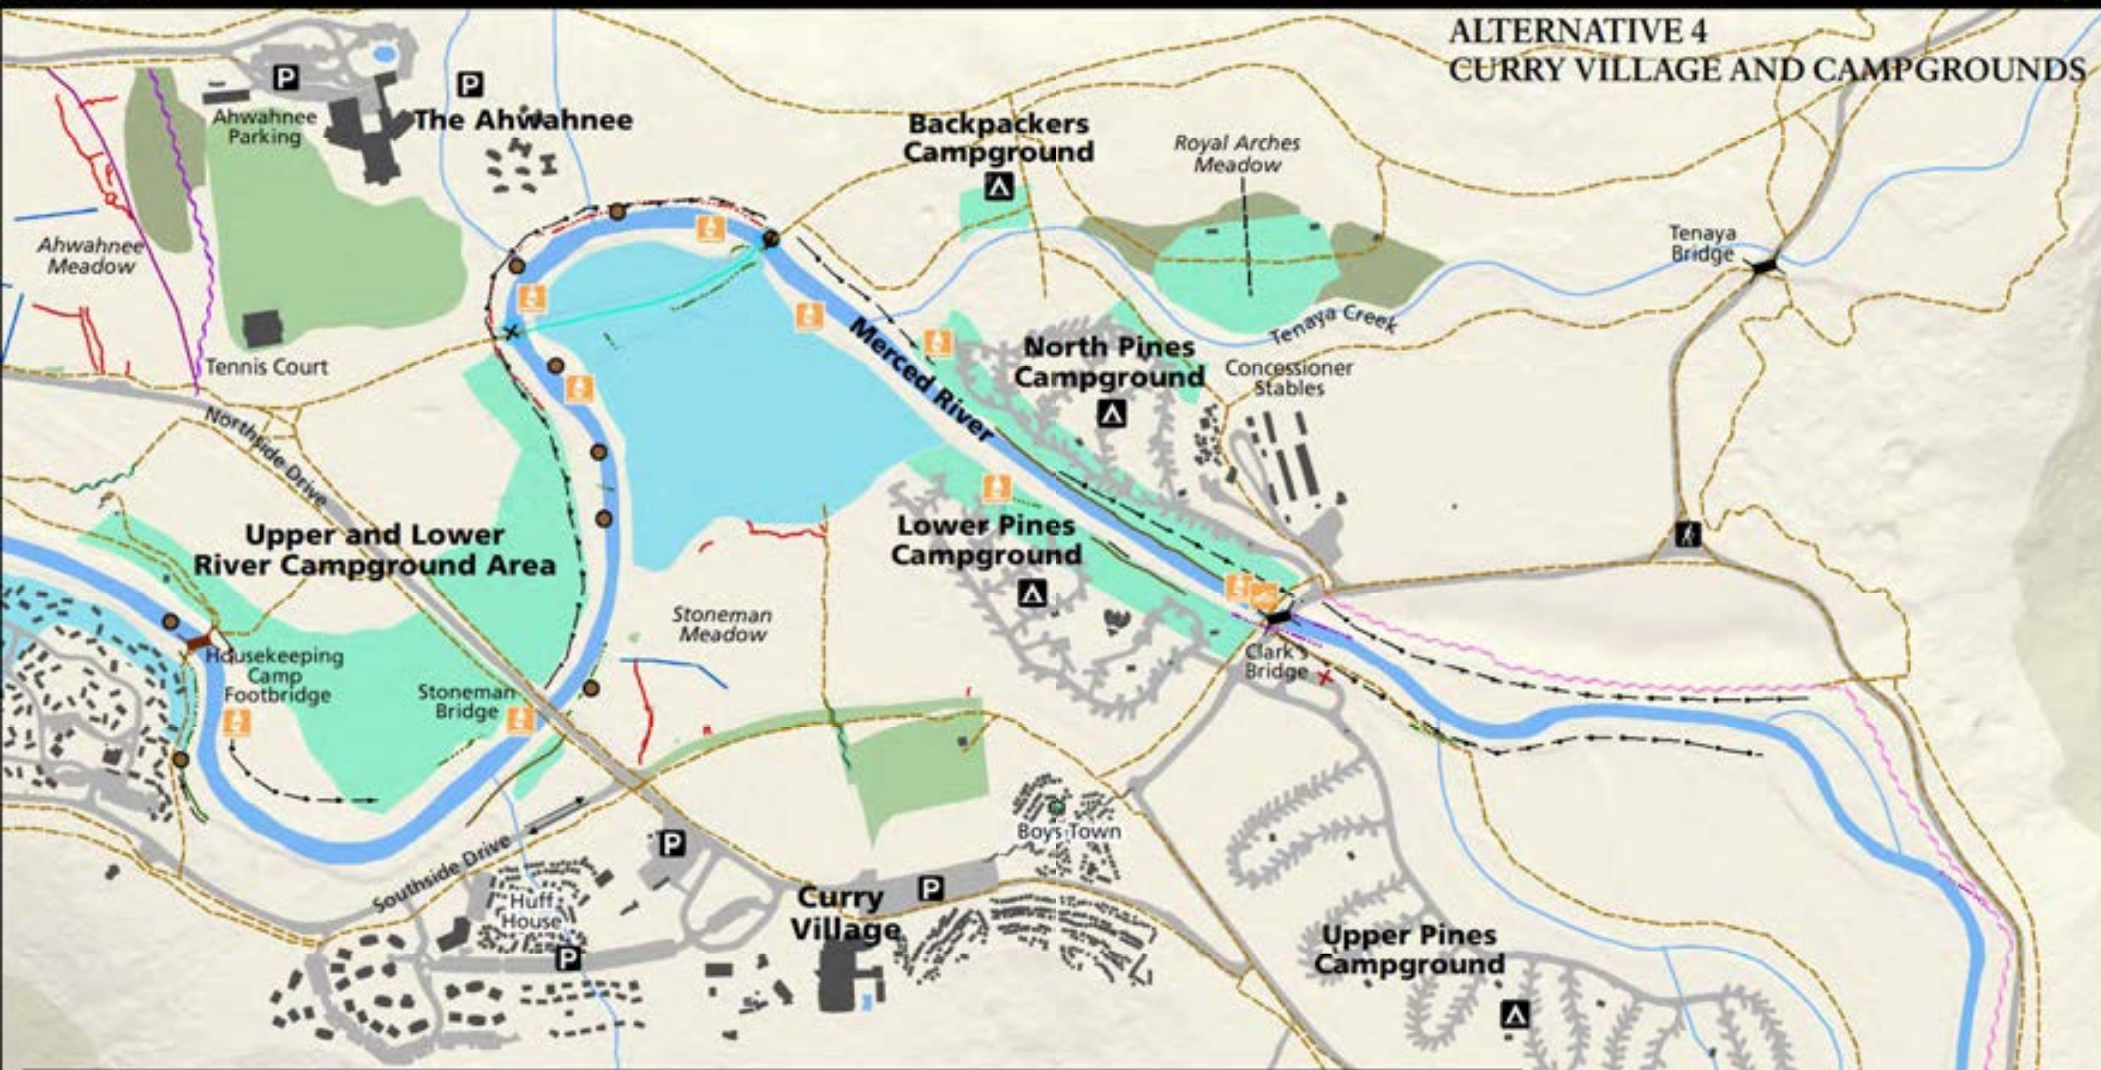 ALTERNATIVE 4
CURRY VILLAGE AND CAMPGROUNDS
P
P
Ahwahnee
Parking
The Ahwahnee
Backpackers
Campground
Royal Arches
Meadow
Ahwahnee
Meadow
Tenaya
Bridge
Tennis Court
Merced River
North Pines
Campground
Tenaya Creek
Concessioner
Stables
Northside Drive
Upper and Lower
River Campground Area
Lower Pines
Campground
Stoneman
Meadow
Housekeeping
Camp
Footbridge
Stoneman
Bridge
Clark's
Bridge
Southside Drive
P
Boys Town
Huff
House
P
Curry
Village
P
Upper Pines
Campground